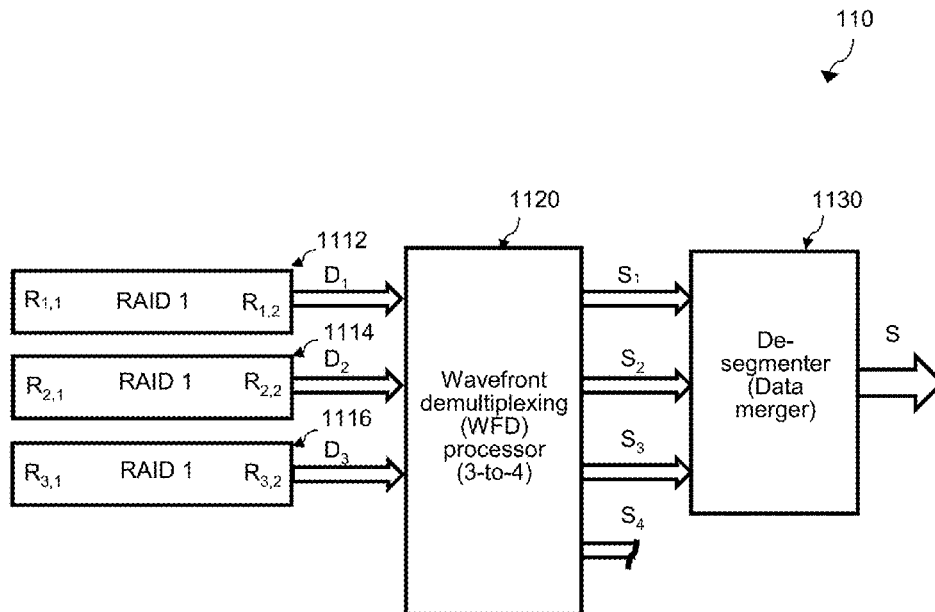 110
1120
1130
1112
R1,1 RAID 1 R1,2
D1
S1
1114
R2,1 RAID 1 R2,2
D2
S2
1116
R3,1 RAID 1 R3,2
D3
S3
S4
Wavefront
demultiplexing
(WFD)
processor
(3-to-4)
De-
segmenter
(Data
merger)
S